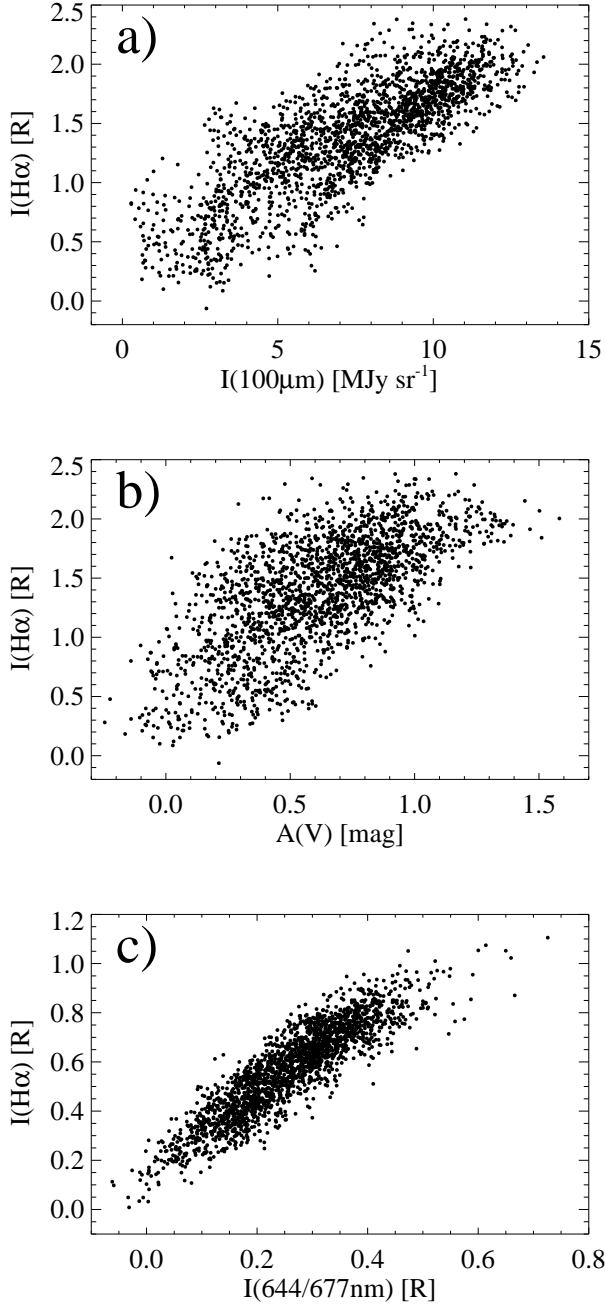 a)
2.5
2.0
1.5
1.0
0.5
0.0
I(Hα) [R]
0 5 10 15
I(100μm) [MJy sr⁻¹]
b)
2.5
2.0
1.5
1.0
0.5
0.0
I(Hα) [R]
0.0 0.5 1.0 1.5
A(V) [mag]
c)
1.2
1.0
0.8
0.6
0.4
0.2
0.0
I(Hα) [R]
0.0 0.2 0.4 0.6 0.8
I(644/677nm) [R]